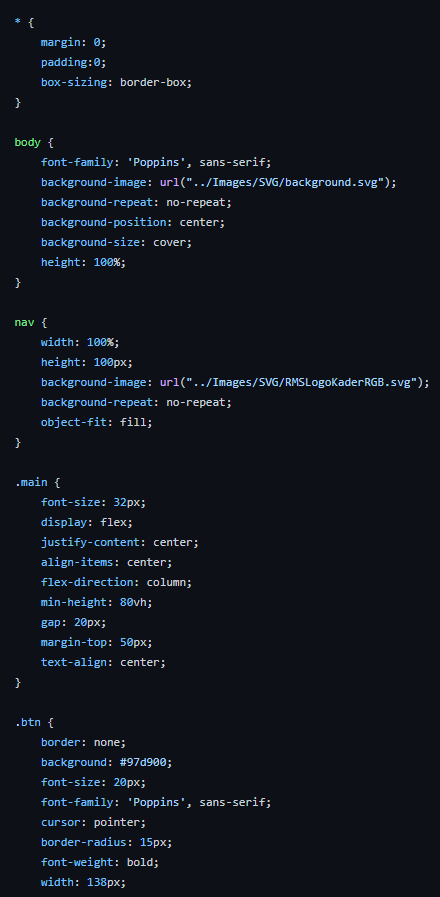 * {
    margin: 0;
    padding:0;
    box-sizing: border-box;
}

body {
    font-family: 'Poppins', sans-serif;
    background-image: url("../Images/SVG/background.svg");
    background-repeat: no-repeat;
    background-position: center;
    background-size: cover;
    height: 100%;
}

nav {
    width: 100%;
    height: 100px;
    background-image: url("../Images/SVG/RMSLogoKaderRGB.svg");
    background-repeat: no-repeat;
    object-fit: fill;
}

.main {
    font-size: 32px;
    display: flex;
    justify-content: center;
    align-items: center;
    flex-direction: column;
    min-height: 80vh;
    gap: 20px;
    margin-top: 50px;
    text-align: center;
}

.btn {
    border: none;
    background: #97d900;
    font-size: 20px;
    font-family: 'Poppins', sans-serif;
    cursor: pointer;
    border-radius: 15px;
    font-weight: bold;
    width: 138px;